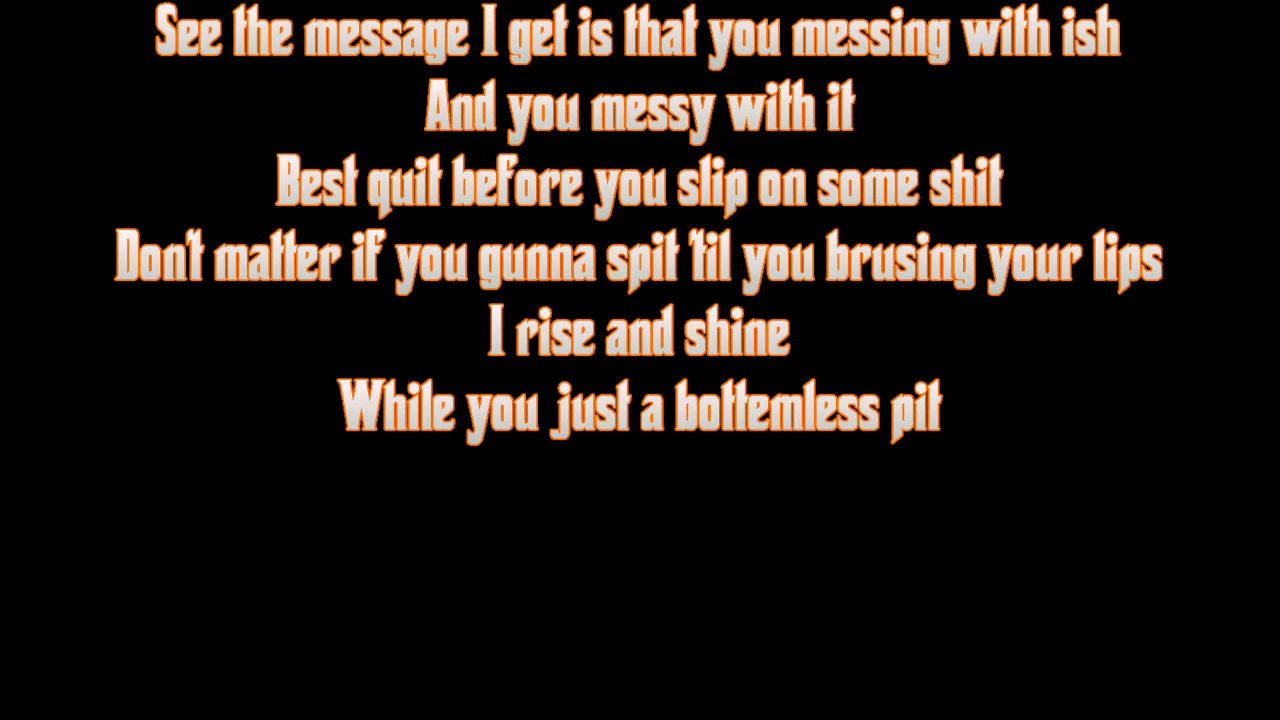 See the message I get is that you messing with ish
And you messy with it
Best quit before you slip on some shit
Don't matter if you gunna spit 'til you brusing your lips
I rise and shine
While you just a bottemless pit